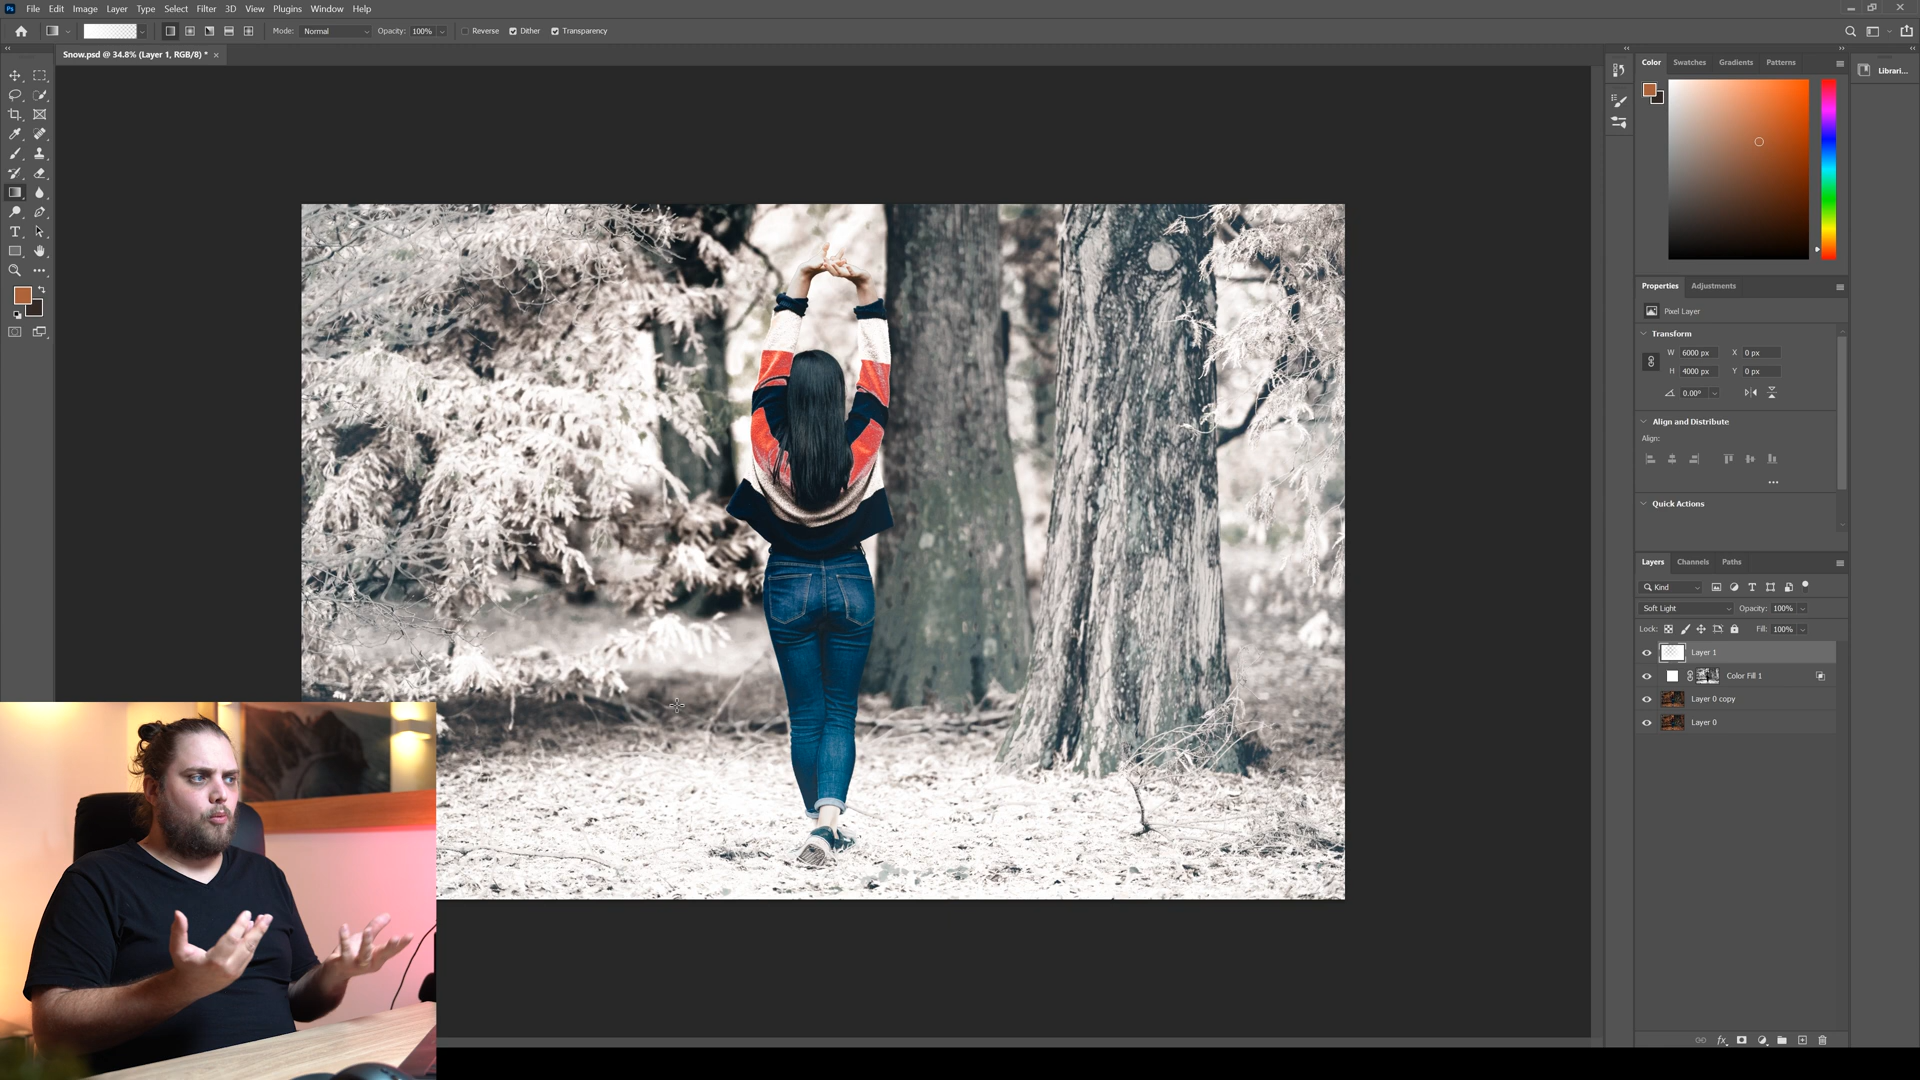 Ps File Edit Image Layer Type Select Filter 3D View Plugins Window Help
Mode: Normal Opacity: 100% Reverse Dither Transparency
Snow.psd @ 34.8% (Layer 1, RGB/8) * ×
Color Swatches Gradients Patterns
Librari...
Properties Adjustments
Pixel Layer
Transform
W 6000 px X 0 px
H 4000 px Y 0 px
0.00°
Align and Distribute
Align:
Quick Actions
Layers Channels Paths
Kind
Soft Light Opacity: 100%
Lock: Fill: 100%
Layer 1
Color Fill 1
Layer 0 copy
Layer 0
fx